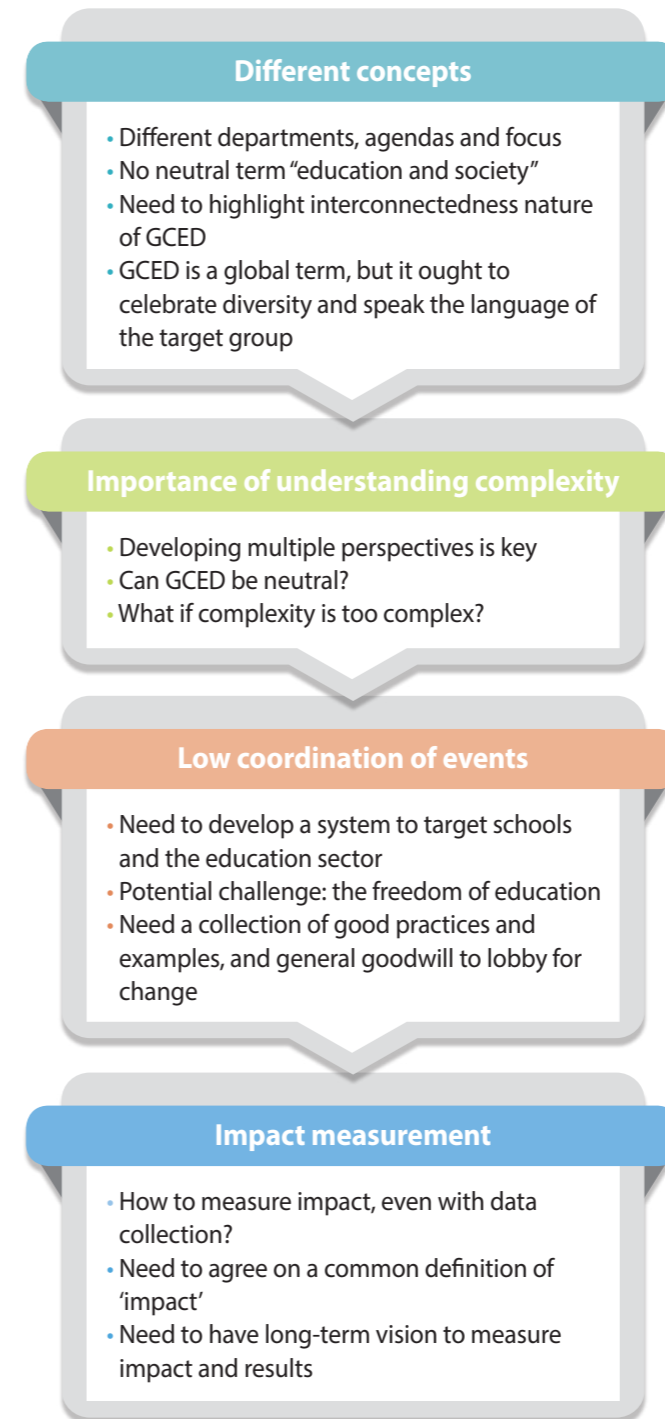 Different concepts
• Different departments, agendas and focus
• No neutral term “education and society”
• Need to highlight interconnectedness nature
of GCED
• GCED is a global term, but it ought to
celebrate diversity and speak the language of
the target group
Importance of understanding complexity
• Developing multiple perspectives is key
• Can GCED be neutral?
• What if complexity is too complex?
Low coordination of events
• Need to develop a system to target schools
and the education sector
• Potential challenge: the freedom of education
• Need a collection of good practices and
examples, and general goodwill to lobby for
change
Impact measurement
• How to measure impact, even with data
collection?
• Need to agree on a common definition of
‘impact’
• Need to have long-term vision to measure
impact and results